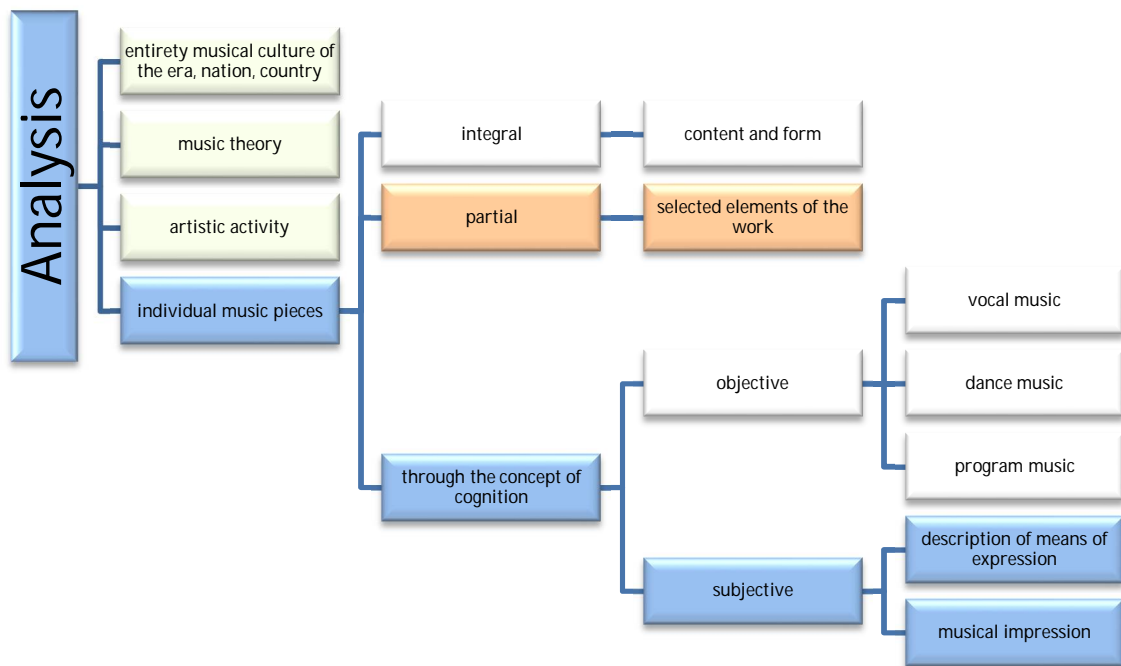 Analysis
entirety musical culture of
the era, nation, country
music theory
artistic activity
individual music pieces
integral
content and form
partial
selected elements of the
work
through the concept of
cognition
objective
vocal music
dance music
program music
subjective
description of means of
expression
musical impression